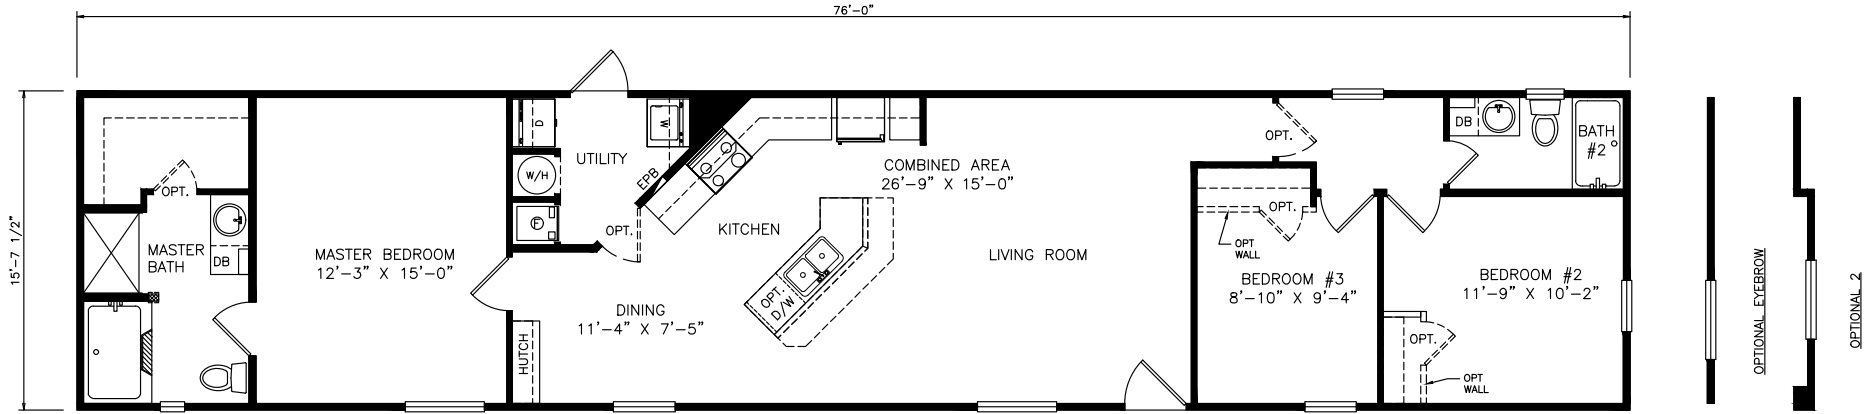 76'-0"
15'-7 1/2"
OPT.
MASTER
BATH
DB
MASTER BEDROOM
12'-3" X 15'-0"
D
W
W/H
F
UTILITY
EPB
OPT.
KITCHEN
COMBINED AREA
26'-9" X 15'-0"
OPT.
D/W
DINING
11'-4" X 7'-5"
HUTCH
LIVING ROOM
OPT.
OPT.
OPT
WALL
BEDROOM #3
8'-10" X 9'-4"
DB
BATH
#2
BEDROOM #2
11'-9" X 10'-2"
OPT.
OPT
WALL
OPTIONAL EYEBROW
OPTIONAL 2